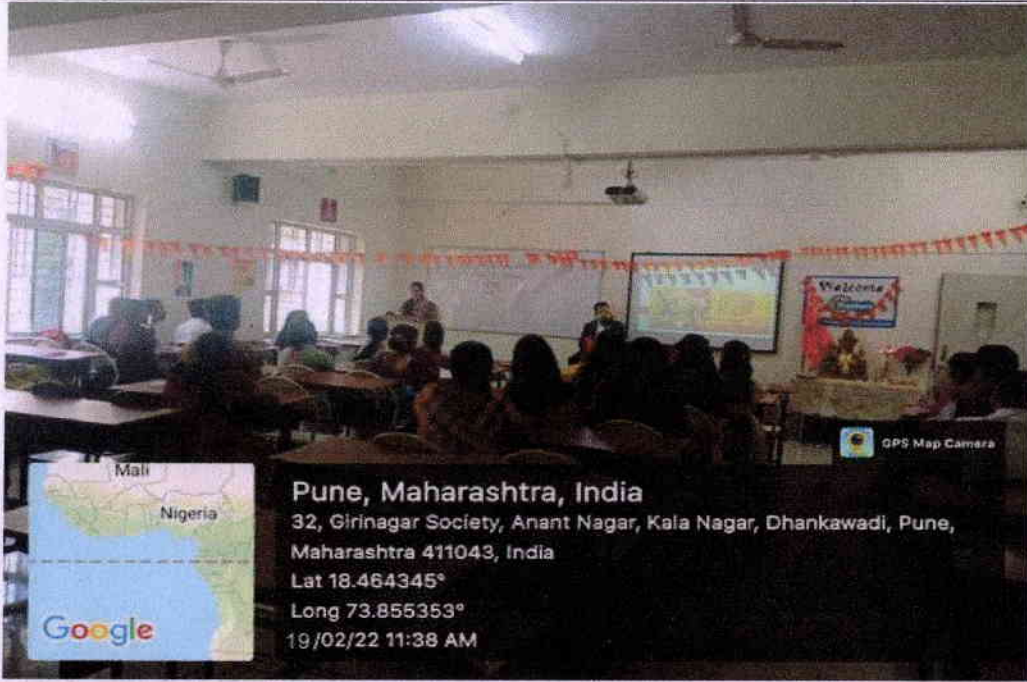 Welcome
GPS Map Camera
Mali
Nigeria
Google
Pune, Maharashtra, India
32, Girinagar Society, Anant Nagar, Kala Nagar, Dhankawadi, Pune,
Maharashtra 411043, India
Lat 18.464345°
Long 73.855353°
19/02/22 11:38 AM